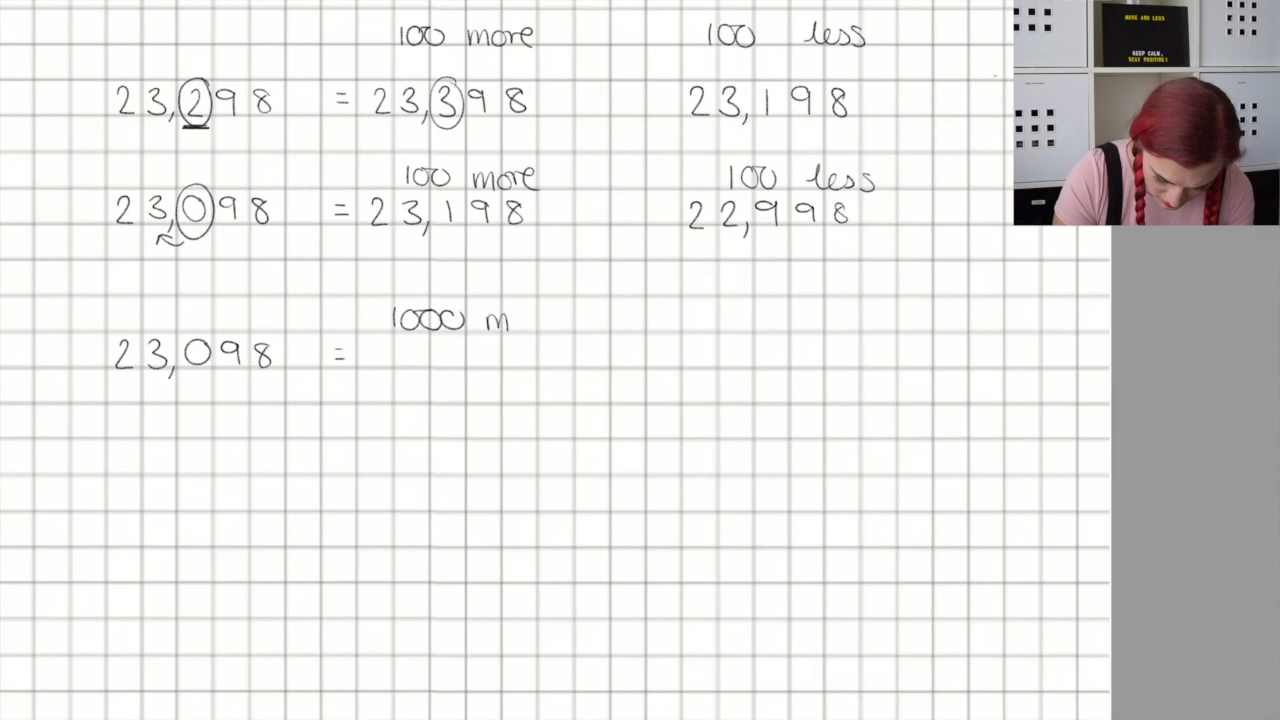 100 more 100 less
23,298 = 23,398 23,198
100 more 100 less
23,098 = 23,198 22,998
1000 m
23,098 =
MORE AND LESS
KEEP CALM,
STAY POSITIVE!